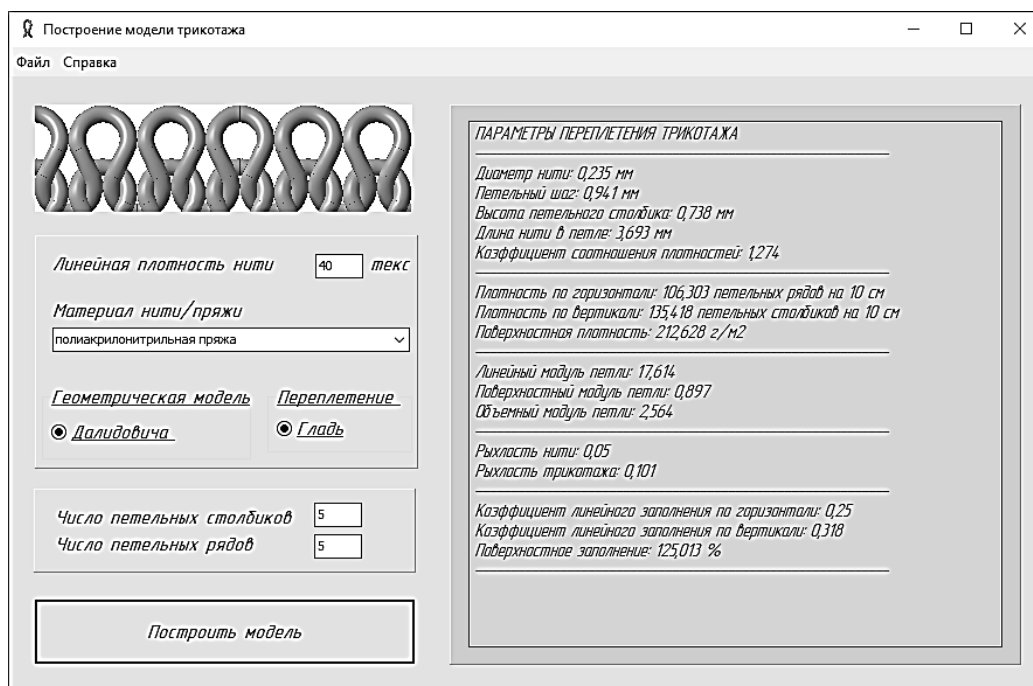 Построение модели трикотажа
Файл Справка
Линейная плотность нити 40 текс
Материал нити/пряжи
полиакрилонитрильная пряжа
Геометрическая модель Переплетение
Далидовича Гладь
Число петельных столбиков 5
Число петельных рядов 5
Построить модель
ПАРАМЕТРЫ ПЕРЕПЛЕТЕНИЯ ТРИКОТАЖА
Диаметр нити: 0,235 мм
Петельный шаг: 0,941 мм
Высота петельного столбика: 0,738 мм
Длина нити в петле: 3,693 мм
Коэффициент соотношения плотностей: 1,274
Плотность по горизонтали: 106,303 петельных рядов на 10 см
Плотность по вертикали: 135,418 петельных столбиков на 10 см
Поверхностная плотность: 212,628 г/м2
Линейный модуль петли: 17,614
Поверхностный модуль петли: 0,897
Объемный модуль петли: 2,564
Рыхлость нити: 0,05
Рыхлость трикотажа: 0,101
Коэффициент линейного заполнения по горизонтали: 0,25
Коэффициент линейного заполнения по вертикали: 0,318
Поверхностное заполнение: 125,013 %